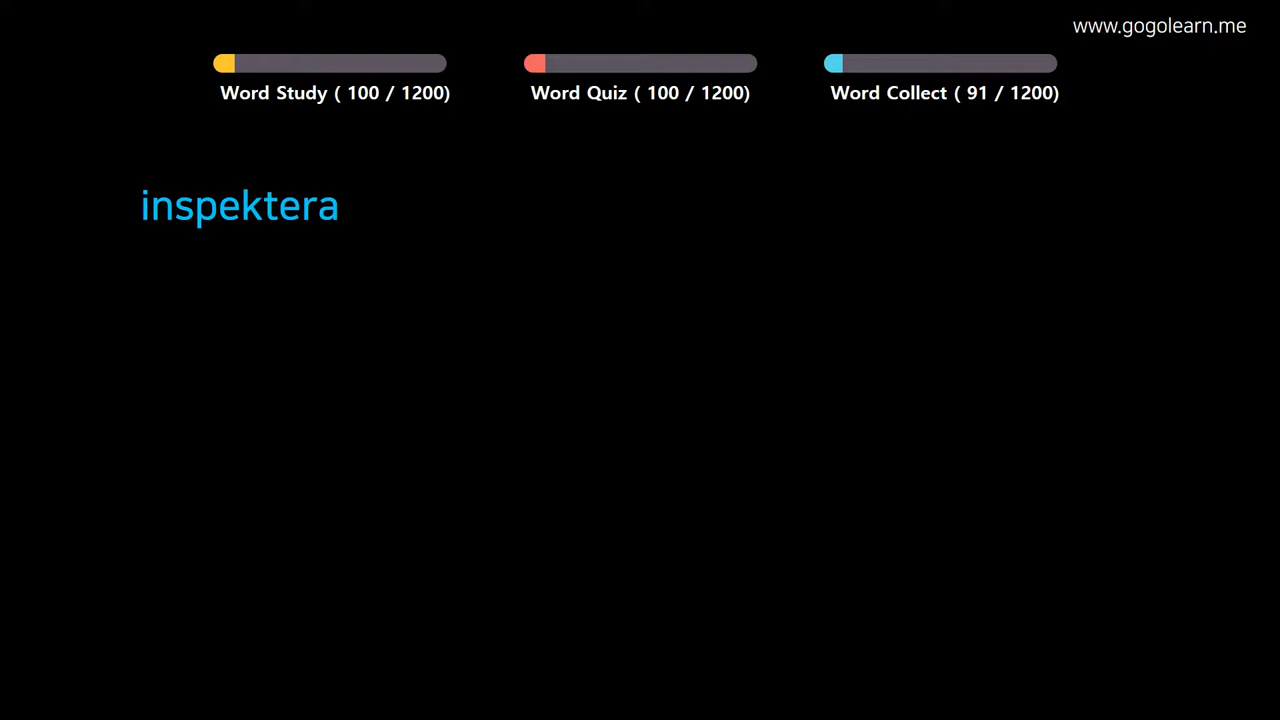 www.gogolearn.me
Word Study ( 100 / 1200)
Word Quiz ( 100 / 1200)
Word Collect ( 91 / 1200)
inspektera